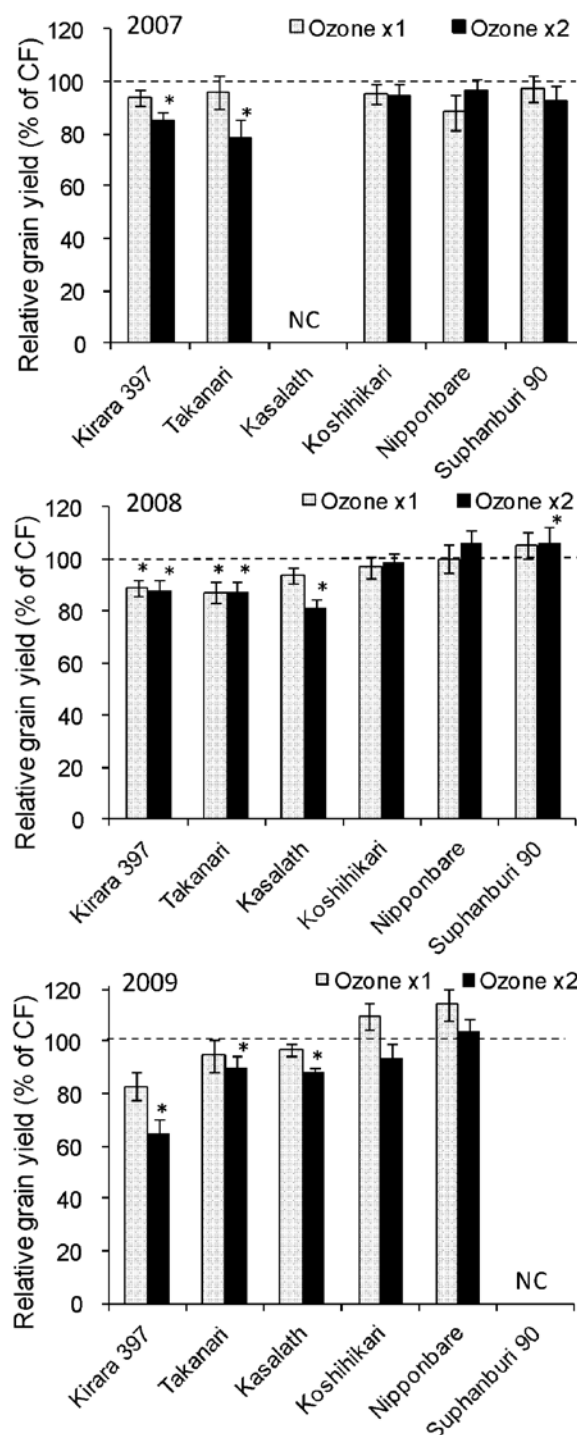 2007
Ozone x1 Ozone x2
Relative grain yield (% of CF)
120
100
80
60
40
20
0
* *
NC
Kirara 397
Takanari
Kasalath
Koshihikari
Nipponbare
Suphanburi 90
2008
Ozone x1 Ozone x2
Relative grain yield (% of CF)
120
100
80
60
40
20
0
* * * * * *
Kirara 397
Takanari
Kasalath
Koshihikari
Nipponbare
Suphanburi 90
2009
Ozone x1 Ozone x2
Relative grain yield (% of CF)
120
100
80
60
40
20
0
* * *
NC
Kirara 397
Takanari
Kasalath
Koshihikari
Nipponbare
Suphanburi 90